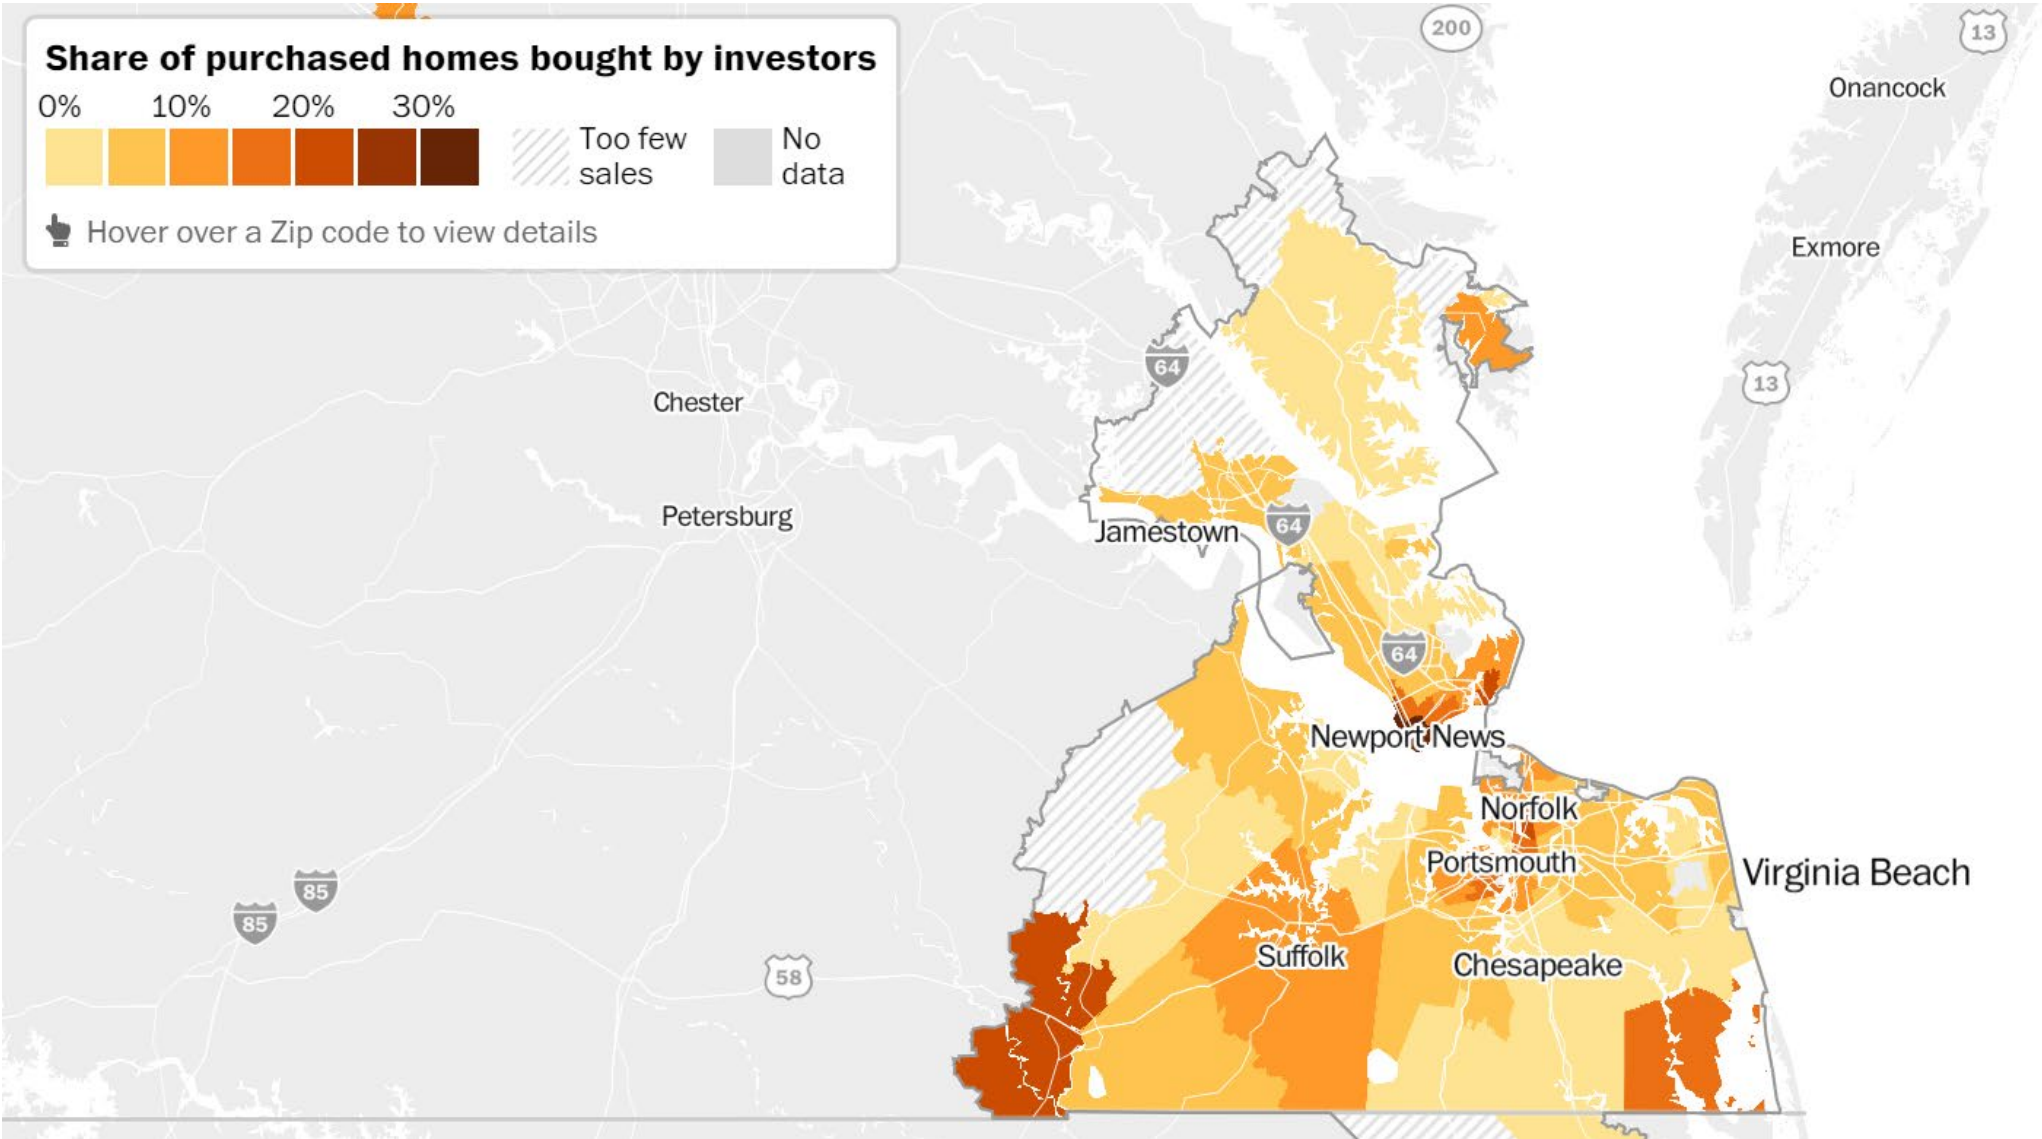 Share of purchased homes bought by investors
0% 10% 20% 30%
Too few
sales
No
data
Hover over a Zip code to view details
200
13
Onancock
Exmore
64
13
Chester
Petersburg
Jamestown
64
64
Newport News
Norfolk
Portsmouth
Virginia Beach
85
85
58
Suffolk
Chesapeake